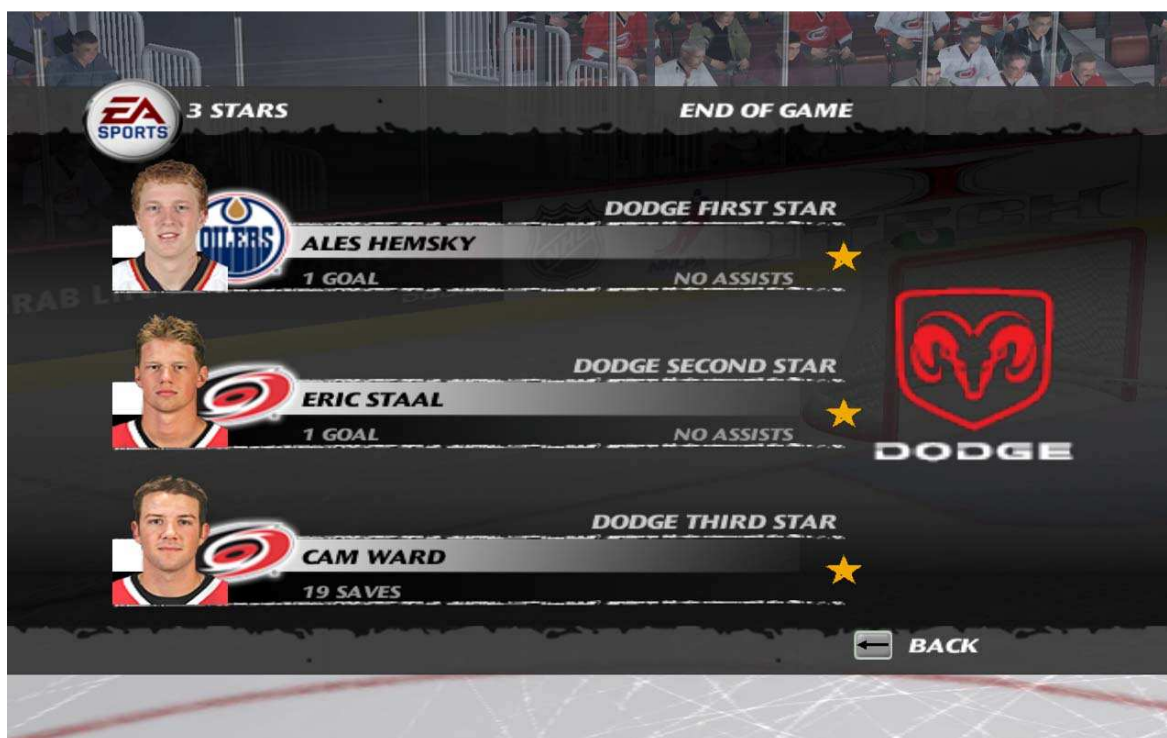 EA
SPORTS
3 STARS
END OF GAME
DODGE FIRST STAR
OILERS
ALES HEMSKY
1 GOAL
NO ASSISTS
DODGE SECOND STAR
ERIC STAAL
1 GOAL
NO ASSISTS
DODGE
DODGE THIRD STAR
CAM WARD
19 SAVES
BACK